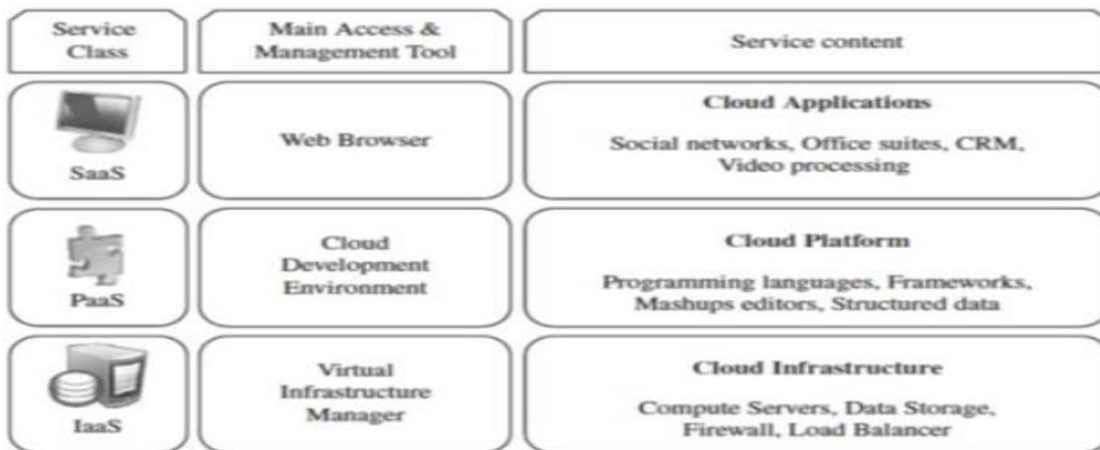 Service
Class
Main Access &
Management Tool
Service content
SaaS
Web Browser
Cloud Applications
Social networks, Office suites, CRM,
Video processing
PaaS
Cloud
Development
Environment
Cloud Platform
Programming languages, Frameworks,
Mashups editors, Structured data
IaaS
Virtual
Infrastructure
Manager
Cloud Infrastructure
Compute Servers, Data Storage,
Firewall, Load Balancer